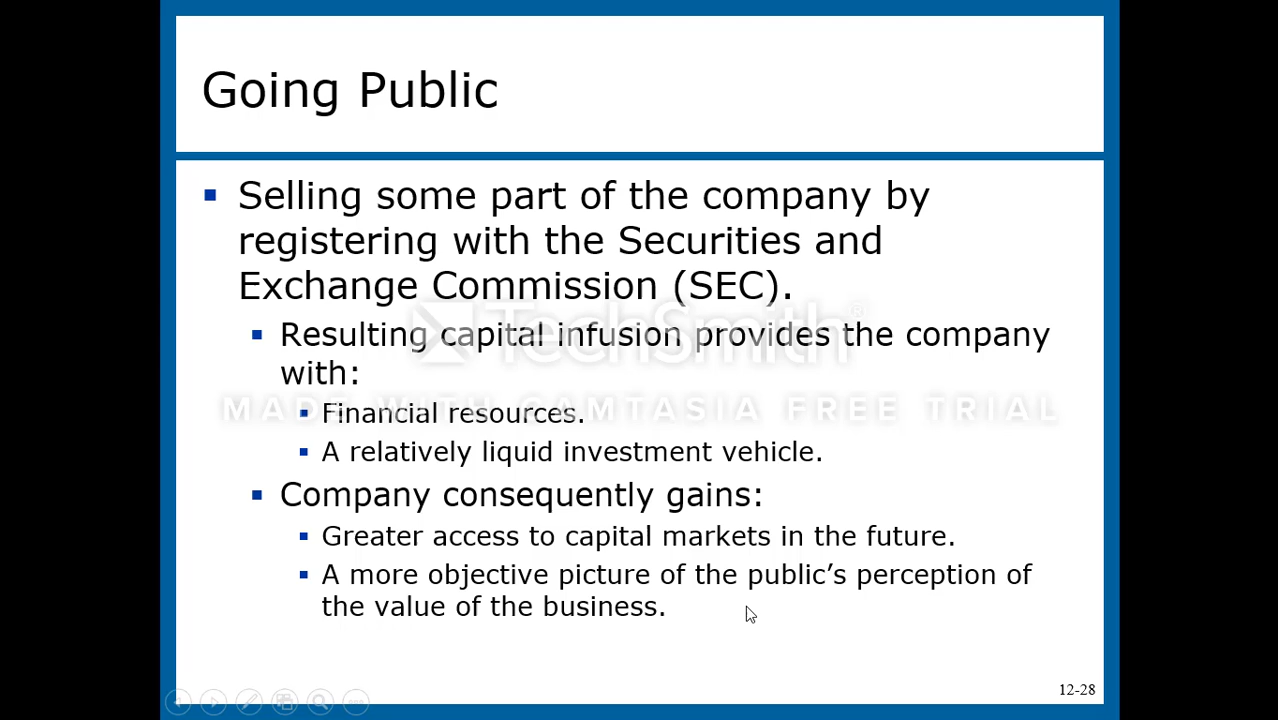 Going Public
Selling some part of the company by
registering with the Securities and
Exchange Commission (SEC).
Resulting capital infusion provides the company
with:
TechSmith®
MADE WITH CAMTASIA FREE TRIAL
Financial resources.
A relatively liquid investment vehicle.
Company consequently gains:
Greater access to capital markets in the future.
A more objective picture of the public’s perception of
the value of the business.
12-28